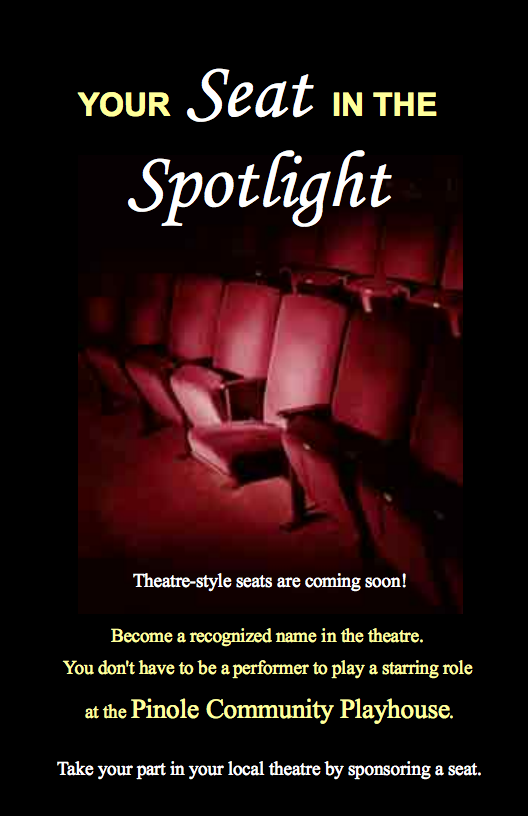 YOUR Seat IN THE
Spotlight
Theatre-style seats are coming soon!
Become a recognized name in the theatre.
You don't have to be a performer to play a starring role
at the Pinole Community Playhouse.
Take your part in your local theatre by sponsoring a seat.